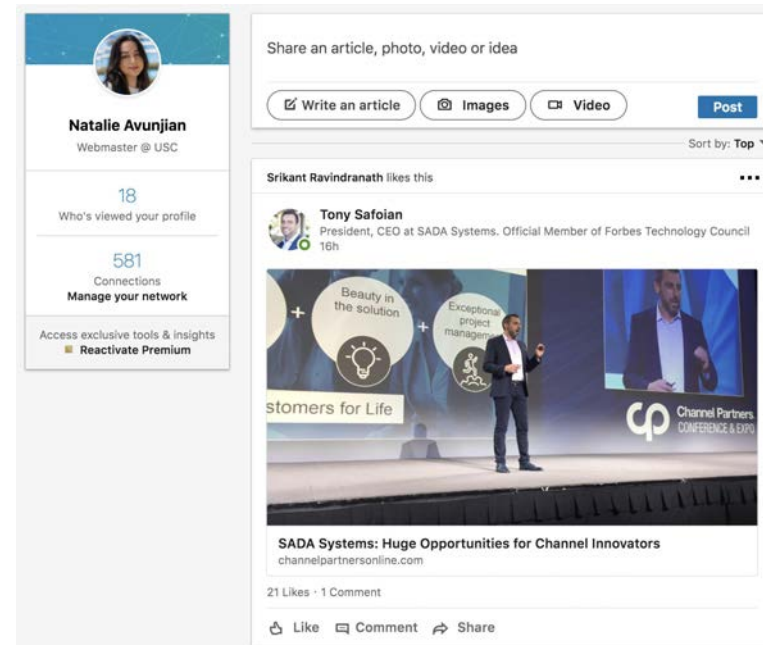 Natalie Avunjian
Webmaster @ USC
18
Who's viewed your profile
581
Connections
Manage your network
Access exclusive tools & insights
Reactivate Premium
Share an article, photo, video or idea
Write an article
Images
Video
Post
Sort by: Top
Srikant Ravindranath likes this
Tony Safoian
President, CEO at SADA Systems. Official Member of Forbes Technology Council
16h
Beauty in
the solution
+
+
Exceptional
project
manageme
stomers for Life
cp
Channel Partners
CONFERENCE & EXPO
SADA Systems: Huge Opportunities for Channel Innovators
channelpartnersonline.com
21 Likes · 1 Comment
Like
Comment
Share